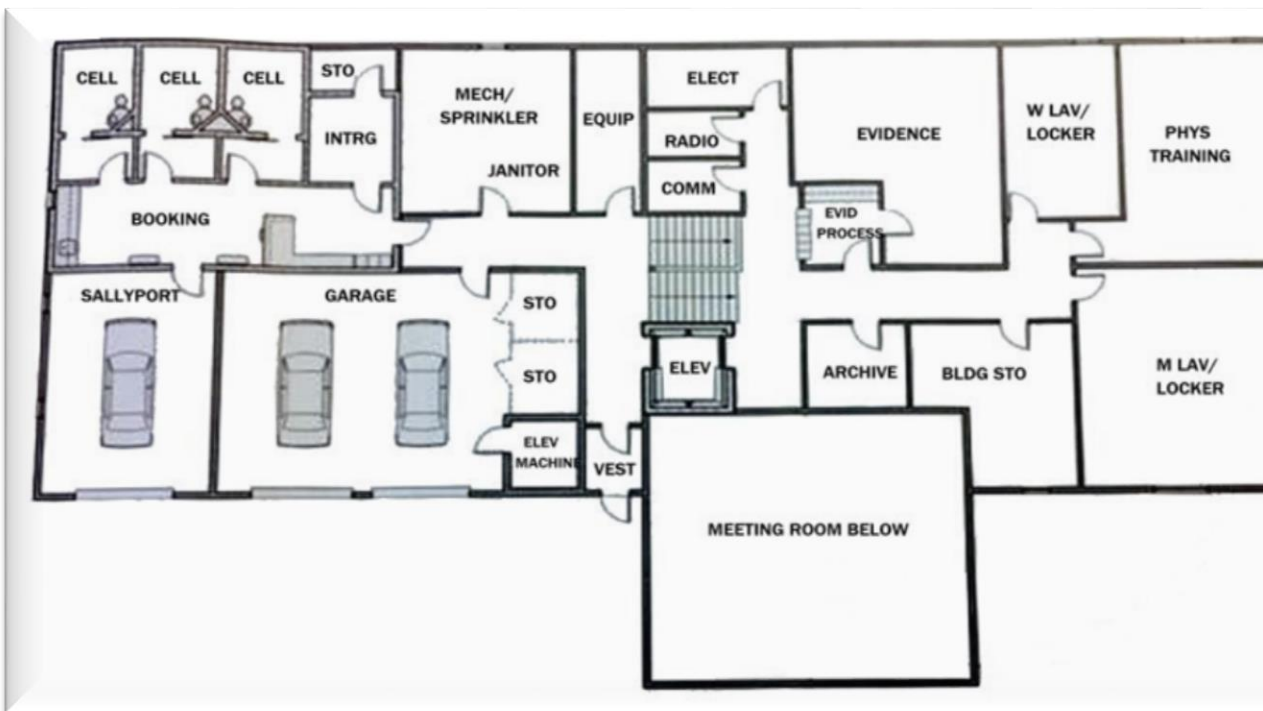 CELL
CELL
CELL
STO
INTRG
MECH/
SPRINKLER
JANITOR
EQUIP
ELECT
RADIO
COMM
EVIDENCE
EVID
PROCESS
W LAV/
LOCKER
PHYS
TRAINING
BOOKING
SALLYPORT
GARAGE
STO
STO
ELEV
MACHINE
VEST
ELEV
ARCHIVE
BLDG STO
M LAV/
LOCKER
MEETING ROOM BELOW